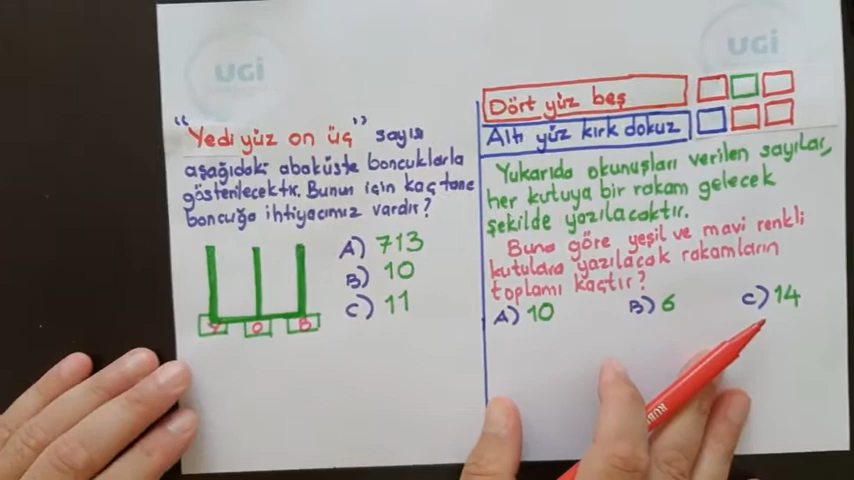 UGİ
"Yedi yüz on üç" sayısı
aşağıdaki abaküste boncuklarla
gösterilecektir. Bunun için kaç tane
boncuğa ihtiyacımız vardır?
A) 713
B) 10
C) 11
Y O B
UGİ
Dört yüz beş
Altı yüz kırk dokuz
Yukarıda okunuşları verilen sayılar,
her kutuya bir rakam gelecek
şekilde yazılacaktır.
Buna göre yeşil ve mavi renkli
kutulara yazılacak rakamların
toplamı kaçtır?
A) 10 B) 6 C) 14